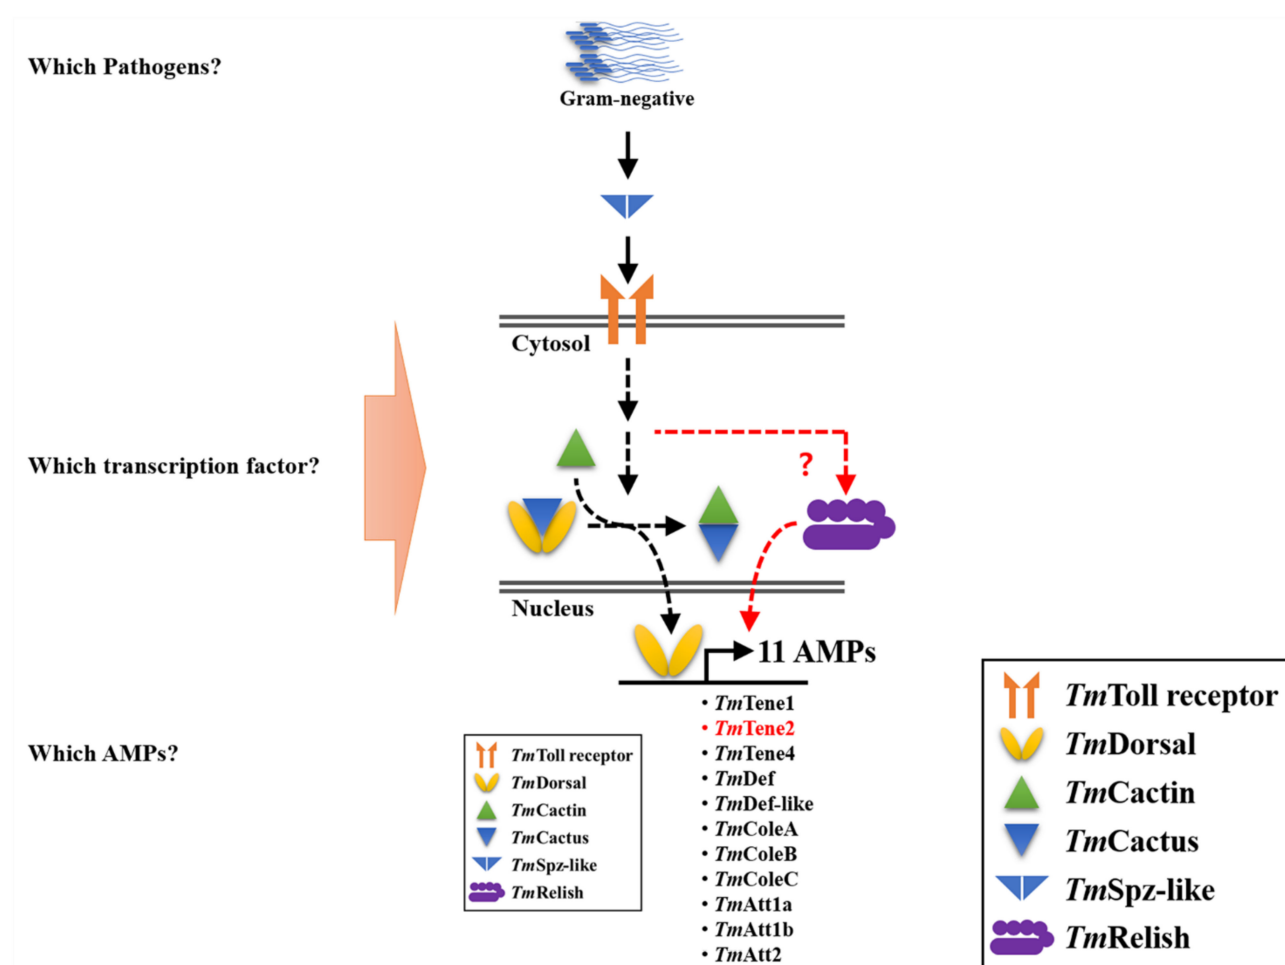 Which Pathogens?
Gram-negative
Cytosol
Which transcription factor?
?
Nucleus
11 AMPs
• TmTene1
• TmTene2
• TmTene4
• TmDef
• TmDef-like
• TmColeA
• TmColeB
• TmColeC
• TmAtt1a
• TmAtt1b
• TmAtt2
Which AMPs?
TmToll receptor
TmDorsal
TmCactin
TmCactus
TmSpz-like
TmRelish
TmToll receptor
TmDorsal
TmCactin
TmCactus
TmSpz-like
TmRelish